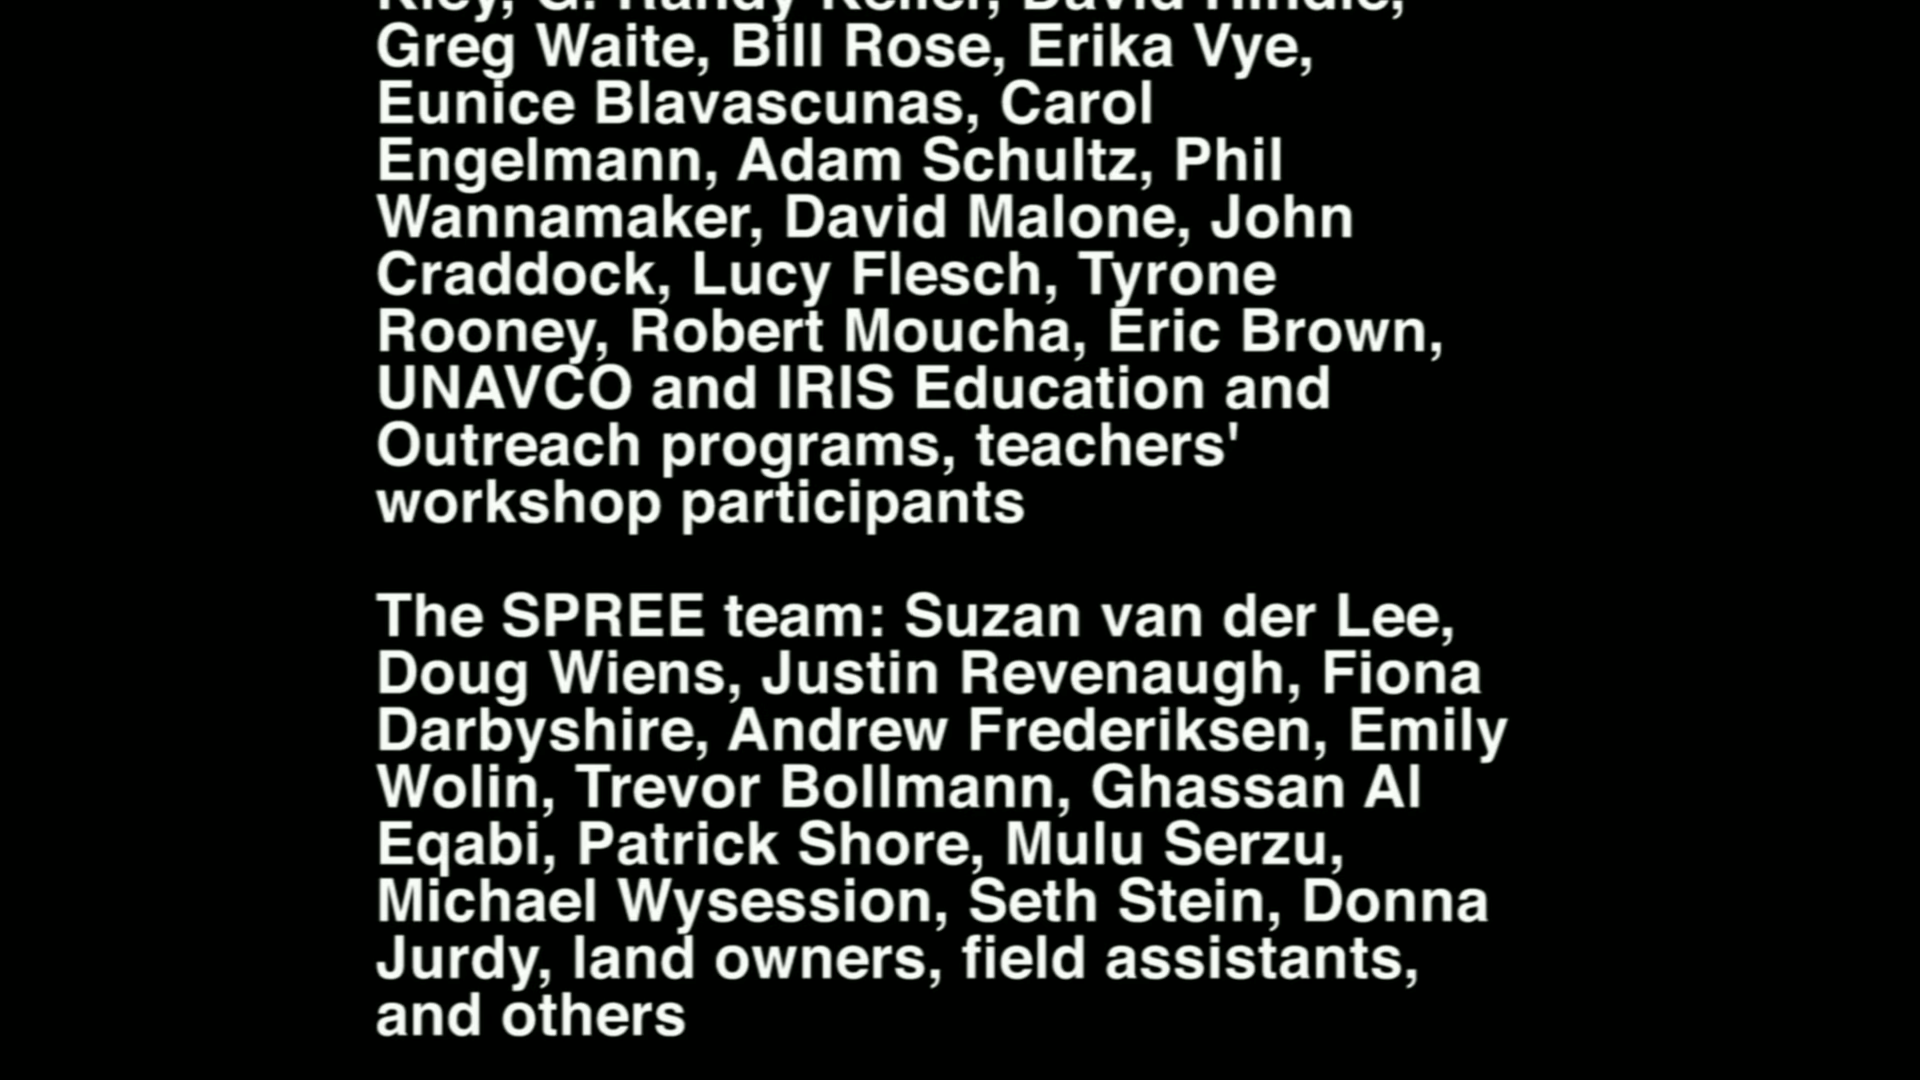 Riley, G. Randy Keller, David Hindle,
Greg Waite, Bill Rose, Erika Vye,
Eunice Blavascunas, Carol
Engelmann, Adam Schultz, Phil
Wannamaker, David Malone, John
Craddock, Lucy Flesch, Tyrone
Rooney, Robert Moucha, Eric Brown,
UNAVCO and IRIS Education and
Outreach programs, teachers'
workshop participants
The SPREE team: Suzan van der Lee,
Doug Wiens, Justin Revenaugh, Fiona
Darbyshire, Andrew Frederiksen, Emily
Wolin, Trevor Bollmann, Ghassan Al
Eqabi, Patrick Shore, Mulu Serzu,
Michael Wysession, Seth Stein, Donna
Jurdy, land owners, field assistants,
and others